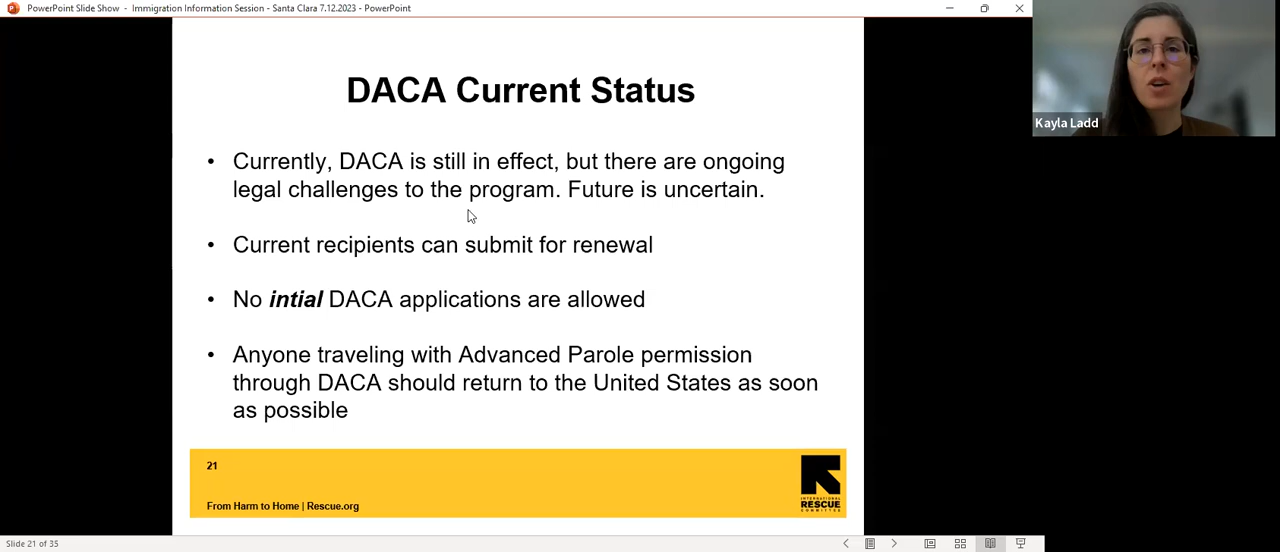 PowerPoint Slide Show - Immigration Information Session - Santa Clara 7.12.2023 - PowerPoint
Kayla Ladd
DACA Current Status
• Currently, DACA is still in effect, but there are ongoing
legal challenges to the program. Future is uncertain.
• Current recipients can submit for renewal
• No intial DACA applications are allowed
• Anyone traveling with Advanced Parole permission
through DACA should return to the United States as soon
as possible
21
From Harm to Home | Rescue.org
INTERNATIONAL
RESCUE
COMMITTEE
Slide 21 of 35